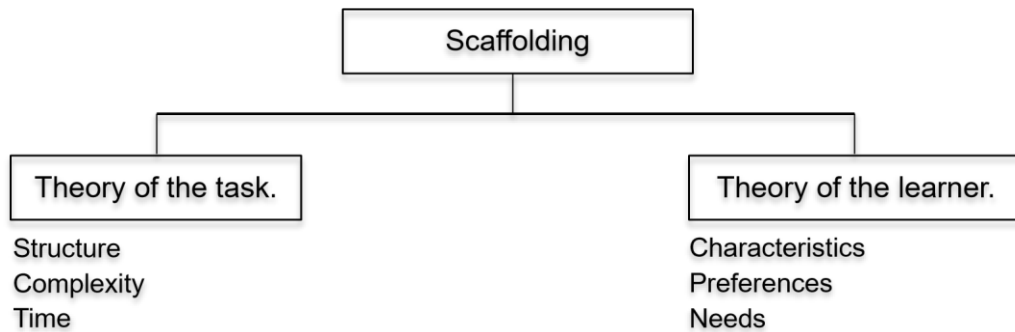 Scaffolding
Theory of the task.
Structure
Complexity
Time
Theory of the learner.
Characteristics
Preferences
Needs